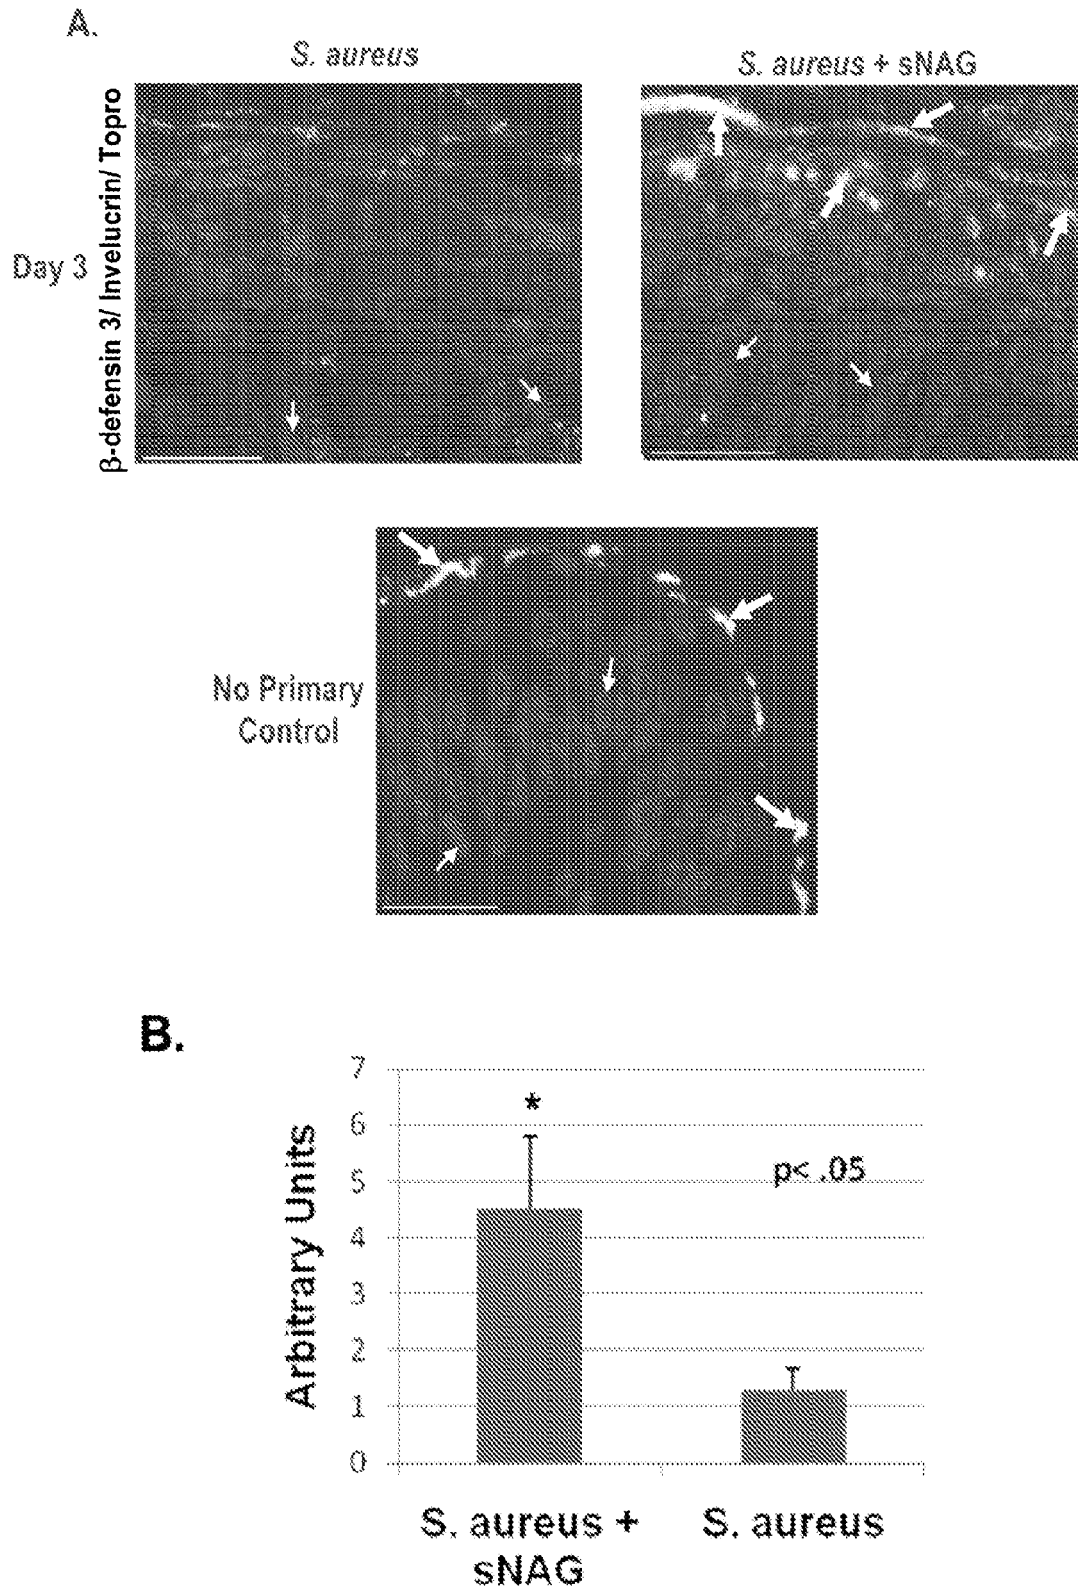 A.
S. aureus
S. aureus + sNAG
Day 3
β-defensin 3/ Involucrin/ Topro
No Primary
Control
B.
Arbitrary Units
7
6
5
4
3
2
1
0
*
p< .05
S. aureus +
sNAG
S. aureus